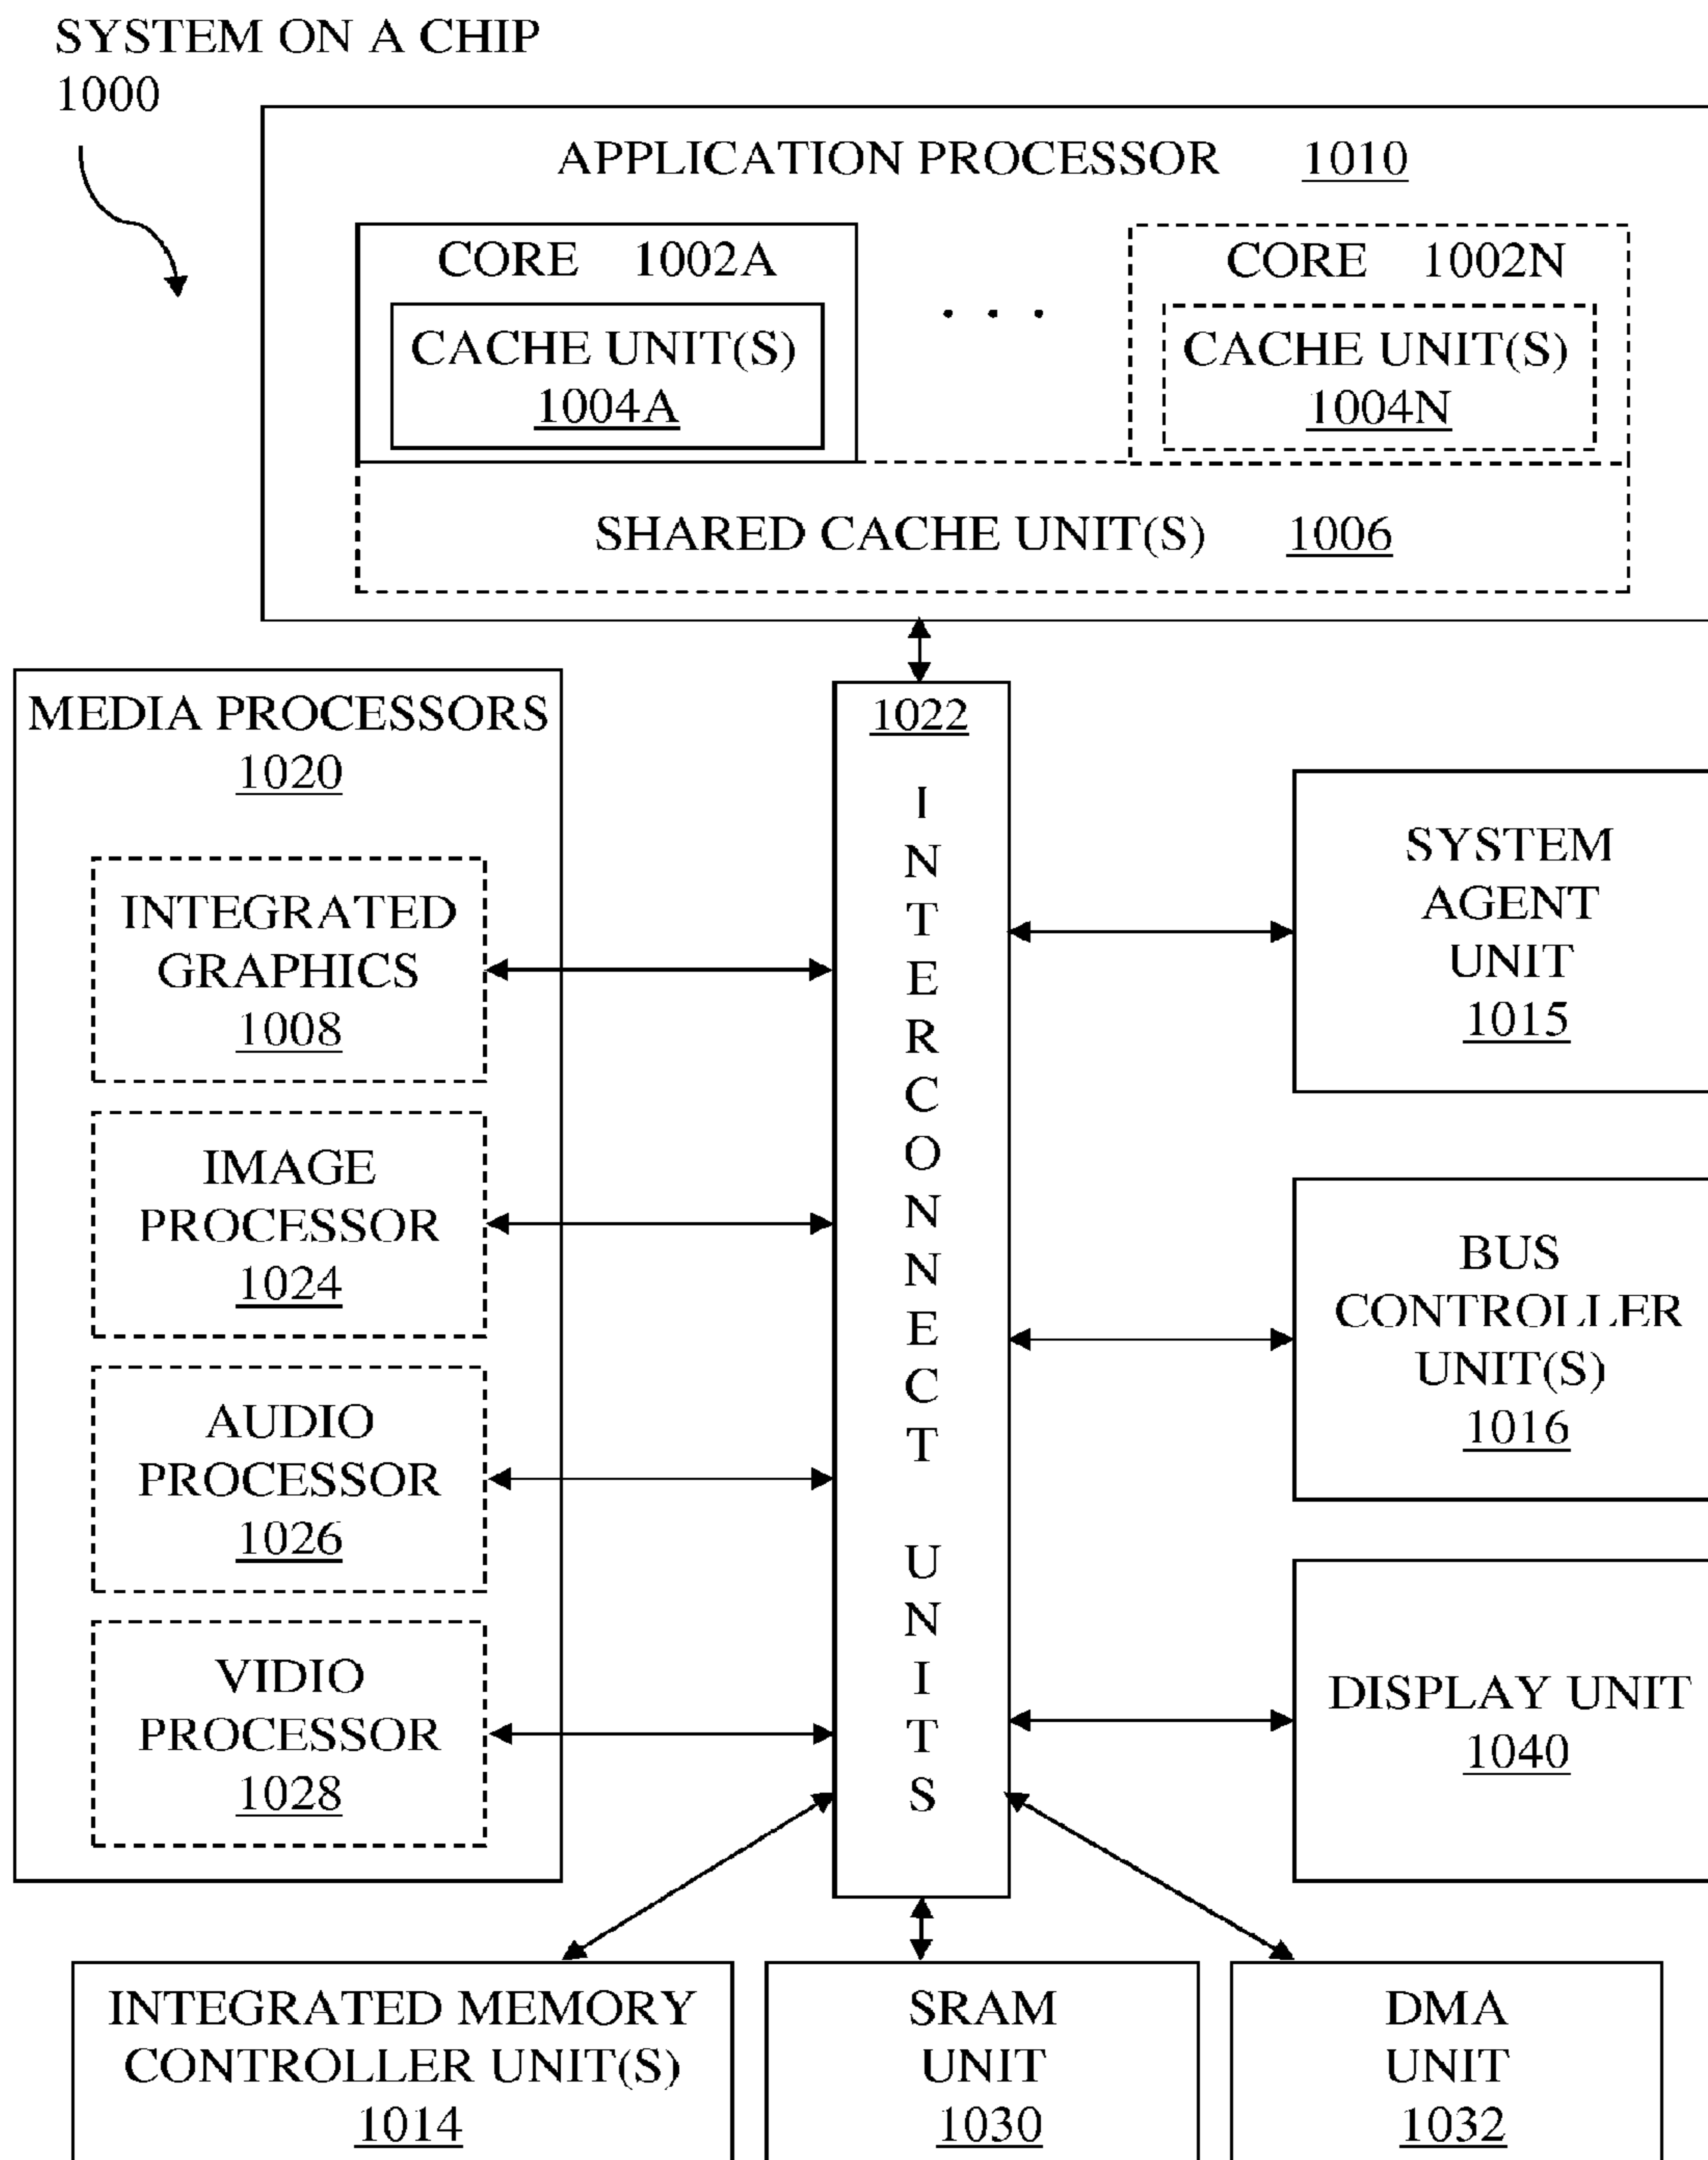 SYSTEM ON A CHIP
1000
APPLICATION PROCESSOR 1010
CORE 1002A
CACHE UNIT(S)
1004A
. . .
CORE 1002N
CACHE UNIT(S)
1004N
SHARED CACHE UNIT(S) 1006
MEDIA PROCESSORS
1020
INTEGRATED
GRAPHICS
1008
IMAGE
PROCESSOR
1024
AUDIO
PROCESSOR
1026
VIDIO
PROCESSOR
1028
1022
INTERCONNECT UNITS
SYSTEM
AGENT
UNIT
1015
BUS
CONTROLLER
UNIT(S)
1016
DISPLAY UNIT
1040
INTEGRATED MEMORY
CONTROLLER UNIT(S)
1014
SRAM
UNIT
1030
DMA
UNIT
1032